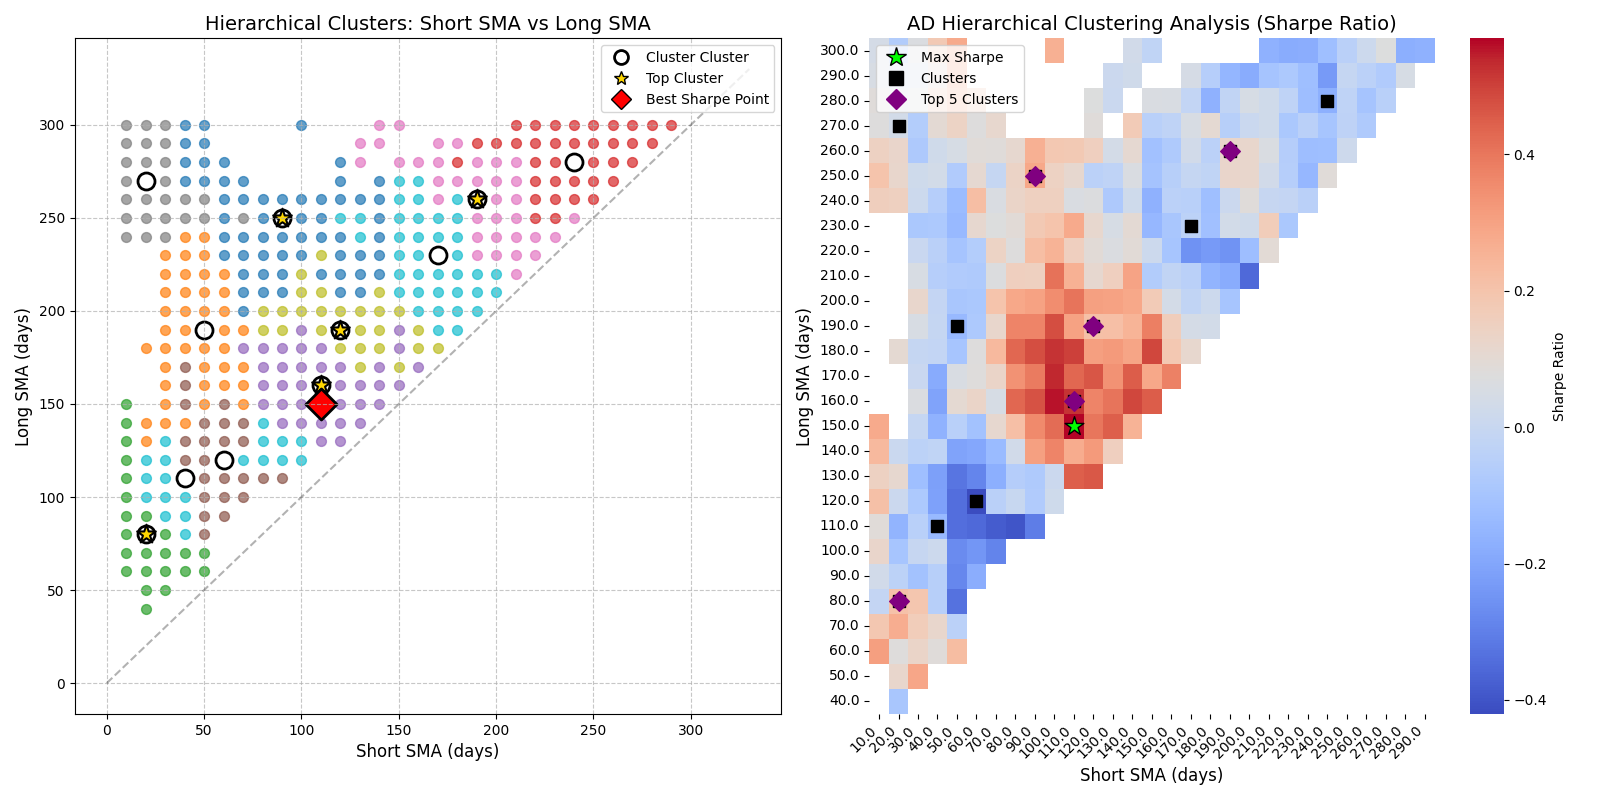 Hierarchical Clusters: Short SMA vs Long SMA
Cluster Cluster
Top Cluster
Best Sharpe Point
Long SMA (days)
300
250
200
150
100
50
0
0 50 100 150 200 250 300
Short SMA (days)
AD Hierarchical Clustering Analysis (Sharpe Ratio)
Max Sharpe
Clusters
Top 5 Clusters
Long SMA (days)
300.0
290.0
280.0
270.0
260.0
250.0
240.0
230.0
220.0
210.0
200.0
190.0
180.0
170.0
160.0
150.0
140.0
130.0
120.0
110.0
100.0
90.0
80.0
70.0
60.0
50.0
40.0
10.0 20.0 30.0 40.0 50.0 60.0 70.0 80.0 90.0 100.0 110.0 120.0 130.0 140.0 150.0 160.0 170.0 180.0 190.0 200.0 210.0 220.0 230.0 240.0 250.0 260.0 270.0 280.0 290.0
Short SMA (days)
0.4
0.2
0.0
−0.2
−0.4
Sharpe Ratio